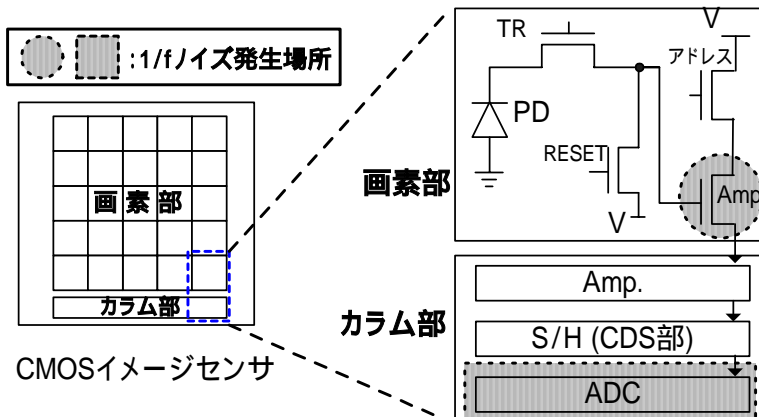 :1/fノイズ発生場所
画素部
カラム部
CMOSイメージセンサ
画素部
TR
V
アドレス
PD
RESET
V
Amp
カラム部
Amp.
S/H (CDS部)
ADC